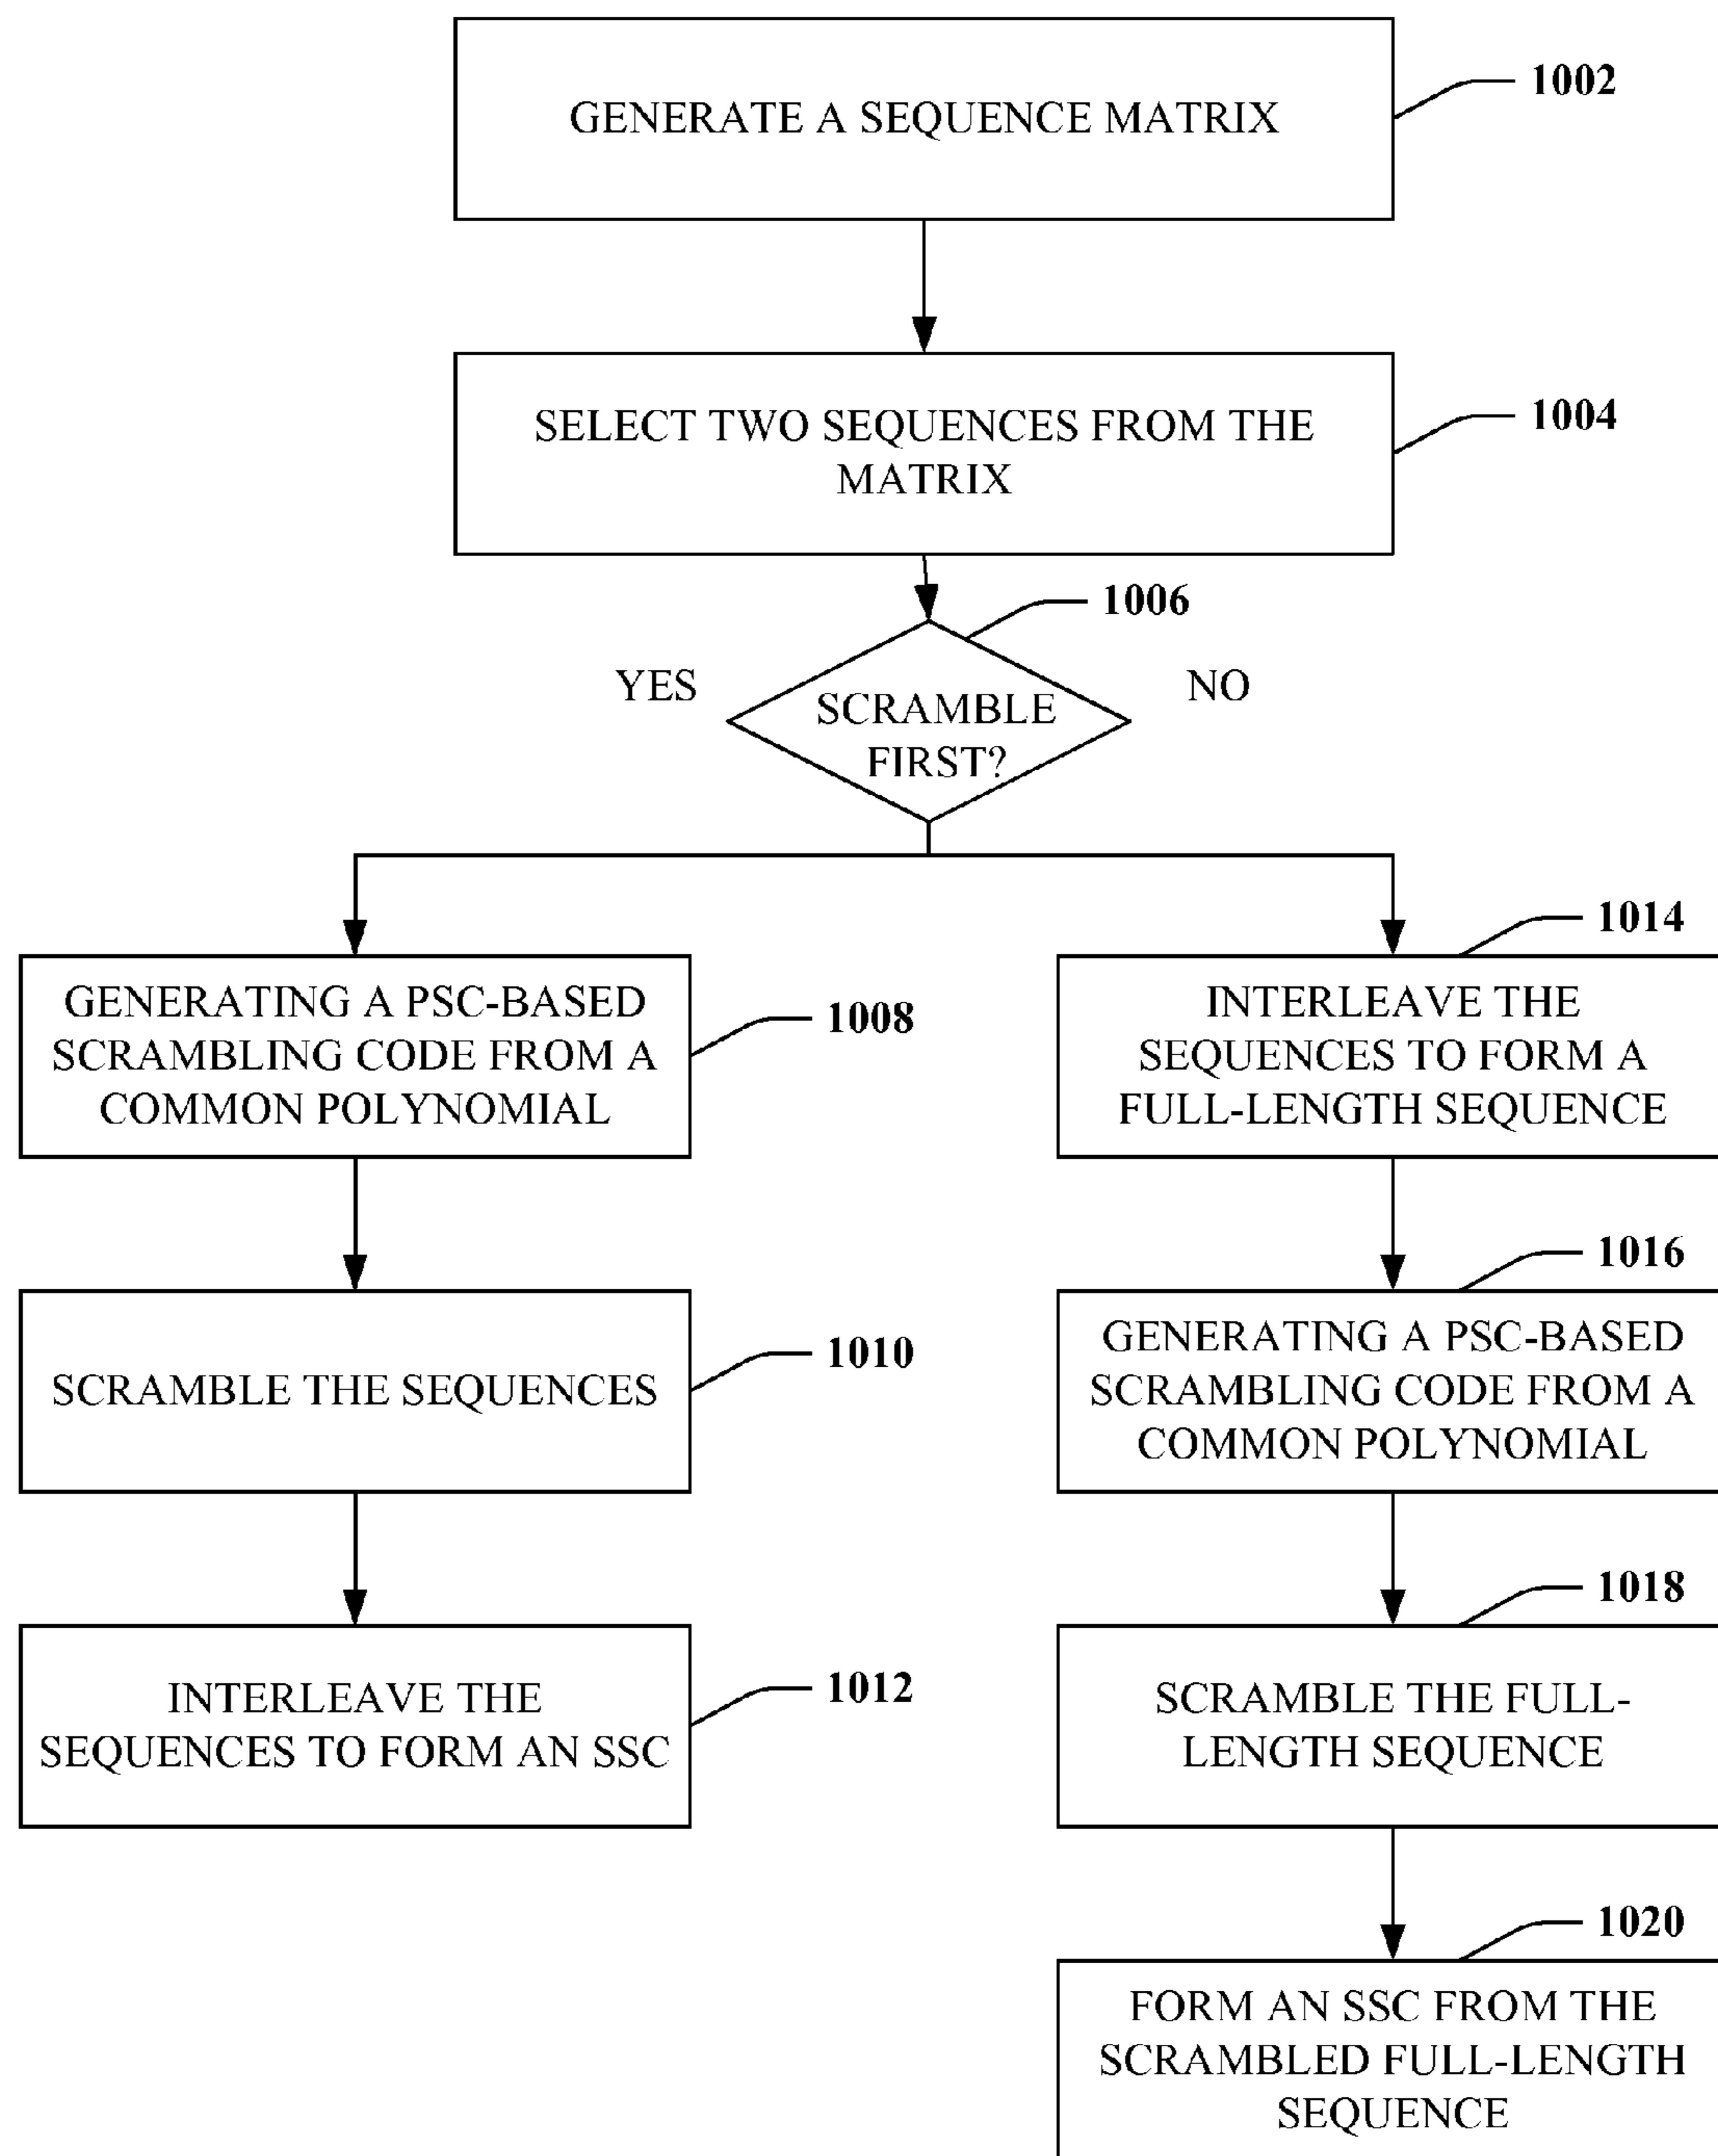 GENERATE A SEQUENCE MATRIX
1002
SELECT TWO SEQUENCES FROM THE
MATRIX
1004
1006
YES
NO
SCRAMBLE
FIRST?
GENERATING A PSC-BASED
SCRAMBLING CODE FROM A
COMMON POLYNOMIAL
1008
SCRAMBLE THE SEQUENCES
1010
INTERLEAVE THE
SEQUENCES TO FORM AN SSC
1012
1014
INTERLEAVE THE
SEQUENCES TO FORM A
FULL-LENGTH SEQUENCE
1016
GENERATING A PSC-BASED
SCRAMBLING CODE FROM A
COMMON POLYNOMIAL
1018
SCRAMBLE THE FULL-
LENGTH SEQUENCE
1020
FORM AN SSC FROM THE
SCRAMBLED FULL-LENGTH
SEQUENCE